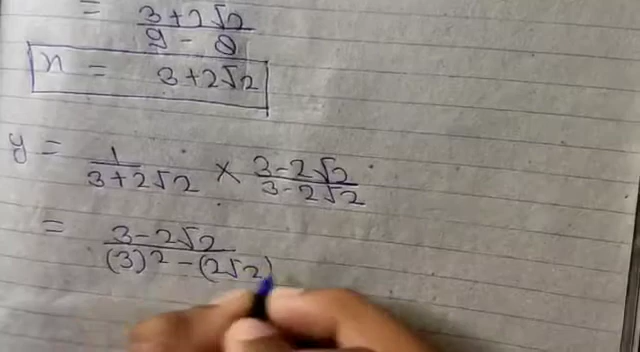 = 3+2√2 / 9 - 8
x = 3+2√2
y = 1 / 3+2√2 × 3-2√2 / 3-2√2
= 3-2√2 / (3)² - (2√2)